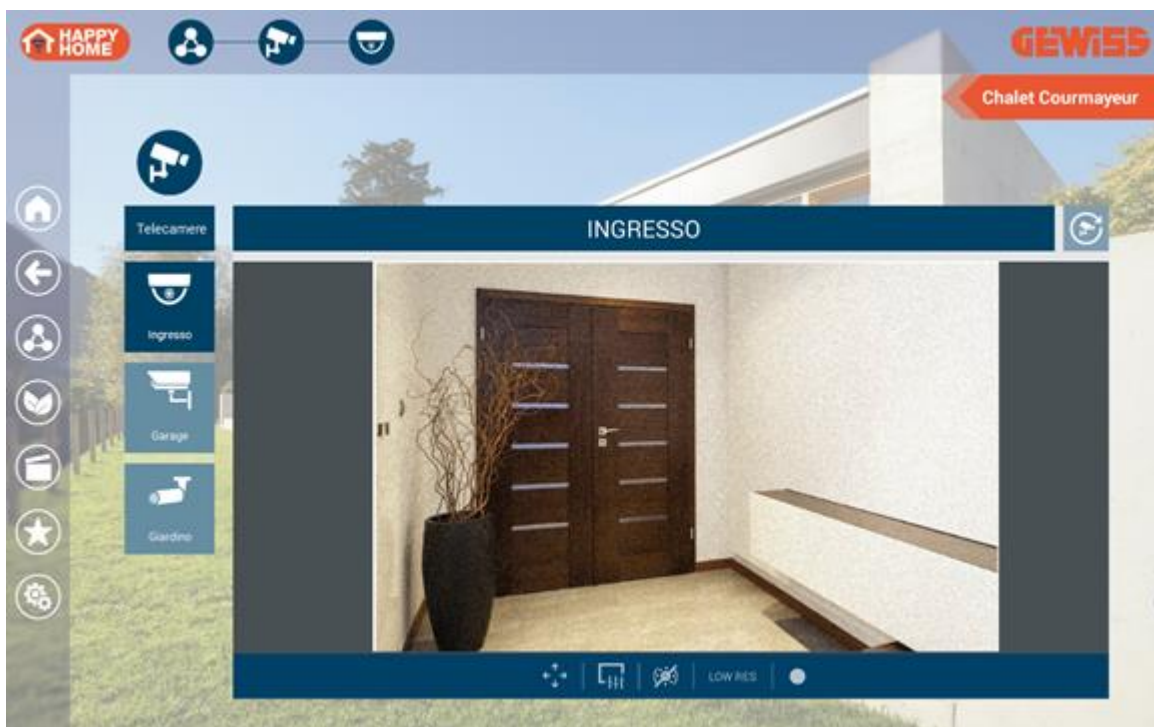 HAPPY
HOME
GEWISS
Chalet Courmayeur
Telecamere
INGRESSO
Ingresso
Garage
Giardino
LOW RES